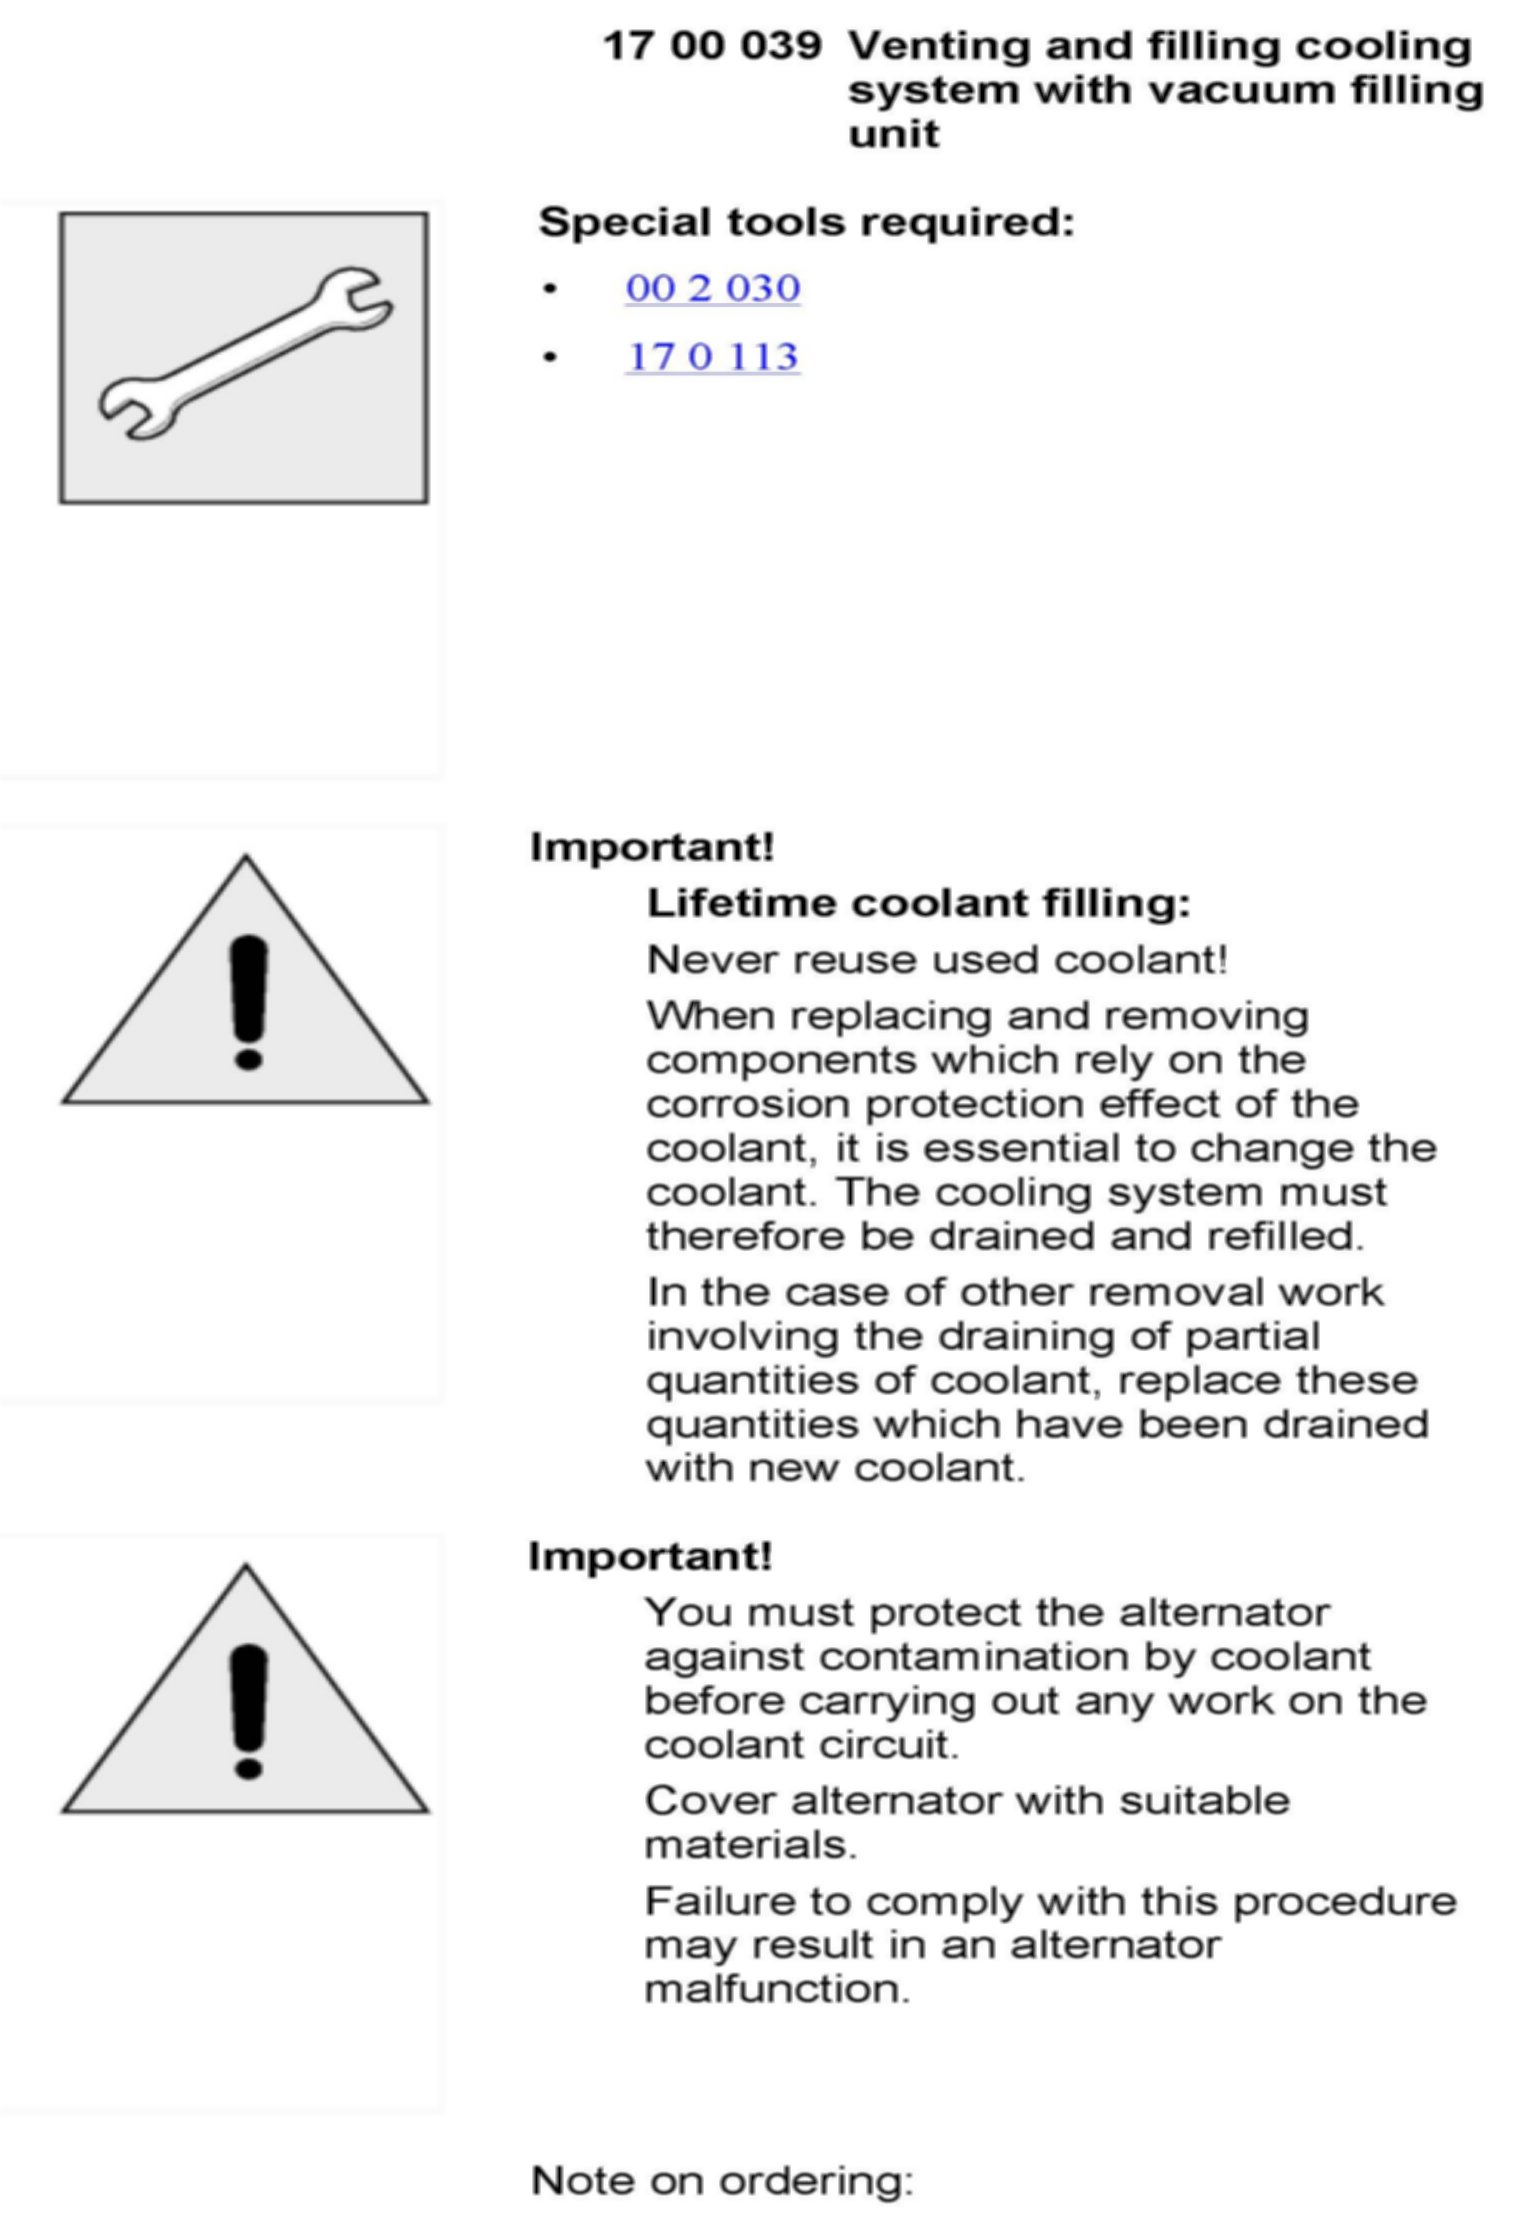 17 00 039 Venting and filling cooling
system with vacuum filling
unit
Special tools required:
• 00 2 030
• 17 0 113
Important!
Lifetime coolant filling:
Never reuse used coolant!
When replacing and removing
components which rely on the
corrosion protection effect of the
coolant, it is essential to change the
coolant. The cooling system must
therefore be drained and refilled.
In the case of other removal work
involving the draining of partial
quantities of coolant, replace these
quantities which have been drained
with new coolant.
Important!
You must protect the alternator
against contamination by coolant
before carrying out any work on the
coolant circuit.
Cover alternator with suitable
materials.
Failure to comply with this procedure
may result in an alternator
malfunction.
Note on ordering: